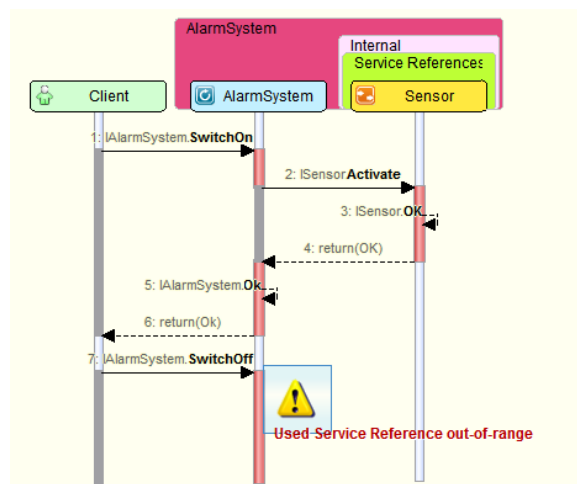 AlarmSystem
Internal
Service References
Client
AlarmSystem
Sensor
1: IAlarmSystem.SwitchOn
2: ISensor.Activate
3: ISensor.OK
4: return(OK)
5: IAlarmSystem.Ok
6: return(Ok)
7: IAlarmSystem.SwitchOff
Used Service Reference out-of-range